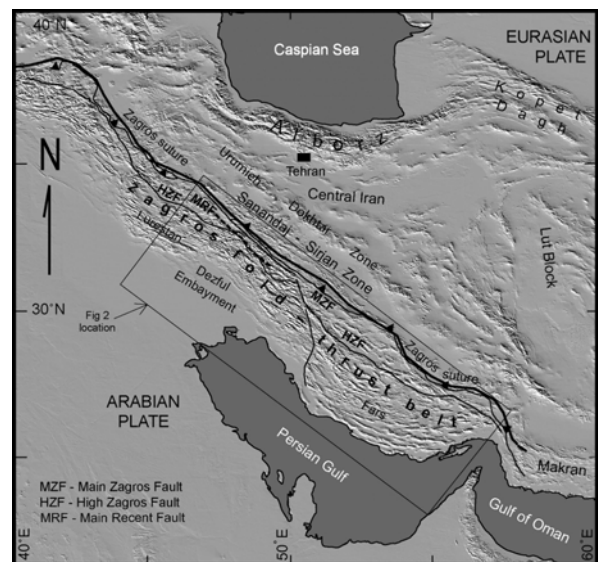 40°N
Caspian Sea
EURASIAN
PLATE
Kopet
Dagh
Alborz
Zagros suture
N
Tehran
Urumieh - Dokhtar Zone
Central Iran
HZF
MRF
Sanandaj - Sirjan Zone
zagros fold - thrust belt
Lurestan
Lut Block
Dezful
Embayment
MZF
30°N
Fig 2
location
HZF
Zagros suture
ARABIAN
PLATE
Fars
Persian Gulf
Makran
MZF - Main Zagros Fault
HZF - High Zagros Fault
MRF - Main Recent Fault
Gulf of Oman
40°E
50°E
60°E